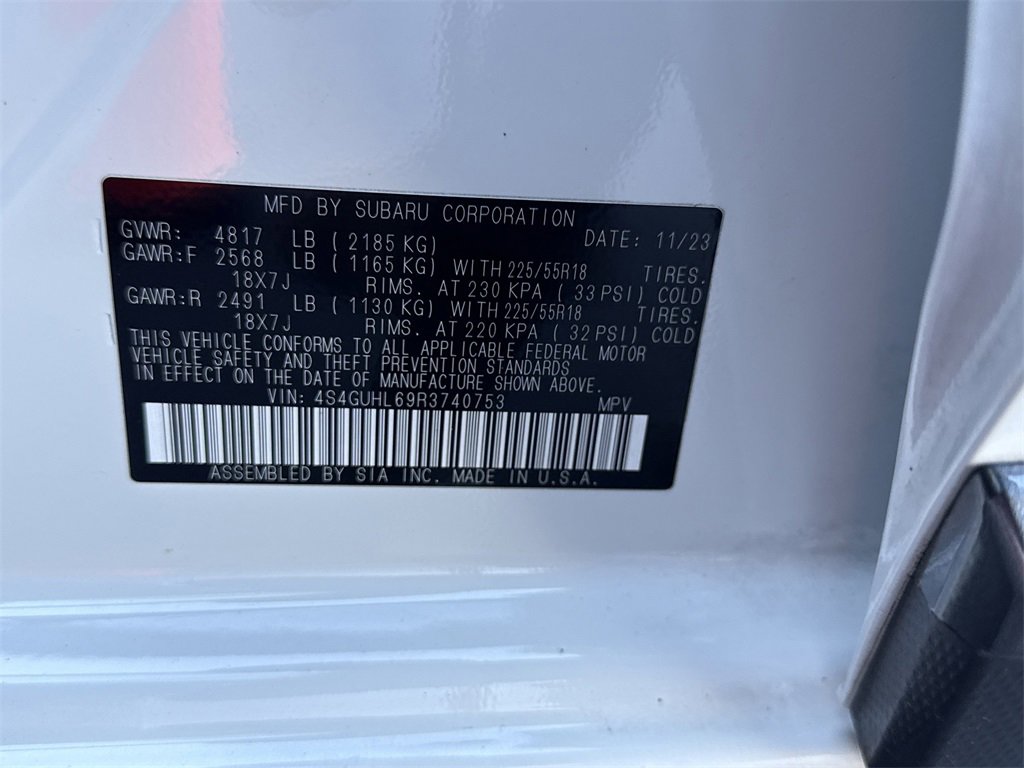 MFD BY SUBARU CORPORATION
GVWR: 4817 LB ( 2185 KG) DATE: 11/23
GAWR:F 2568 LB ( 1165 KG) WITH 225/55R18 TIRES.
18X7J RIMS. AT 230 KPA ( 33 PSI) COLD
GAWR:R 2491 LB ( 1130 KG) WITH 225/55R18 TIRES.
18X7J RIMS. AT 220 KPA ( 32 PSI) COLD
THIS VEHICLE CONFORMS TO ALL APPLICABLE FEDERAL MOTOR
VEHICLE SAFETY AND THEFT PREVENTION STANDARDS
IN EFFECT ON THE DATE OF MANUFACTURE SHOWN ABOVE.
VIN: 4S4GUHL69R3740753 MPV
ASSEMBLED BY SIA INC. MADE IN U.S.A.